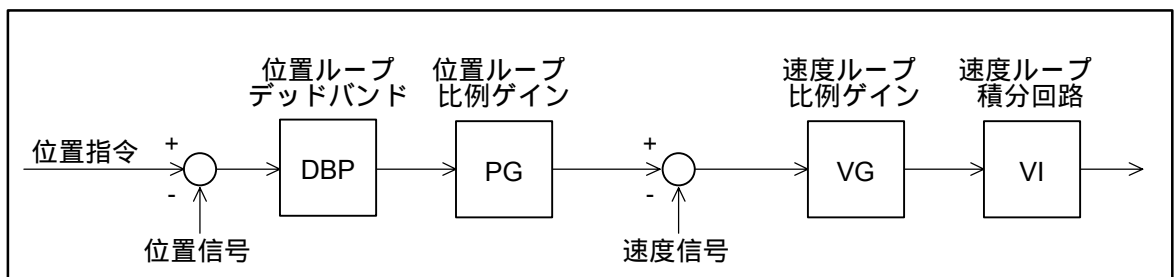 位置ループ
デッドバンド
位置ループ
比例ゲイン
速度ループ
比例ゲイン
速度ループ
積分回路
位置指令
+
-
DBP
PG
+
-
VG
VI
位置信号
速度信号